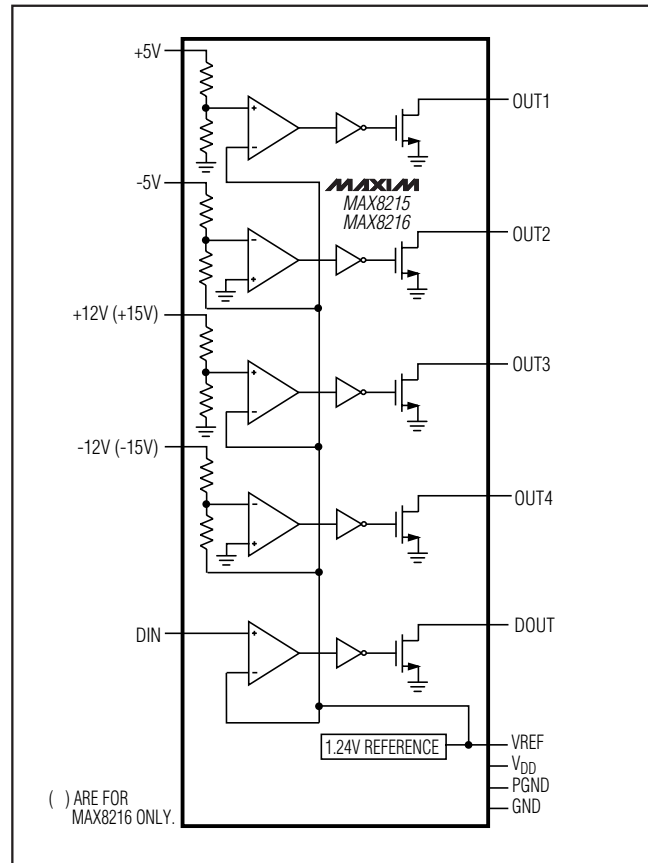 +5V
+
-
OUT1
MAXIM
MAX8215
MAX8216
-5V
-
+
OUT2
+12V (+15V)
+
-
OUT3
-12V (-15V)
-
+
OUT4
DIN
+
-
DOUT
1.24V REFERENCE
VREF
VDD
PGND
GND
( ) ARE FOR
MAX8216 ONLY.